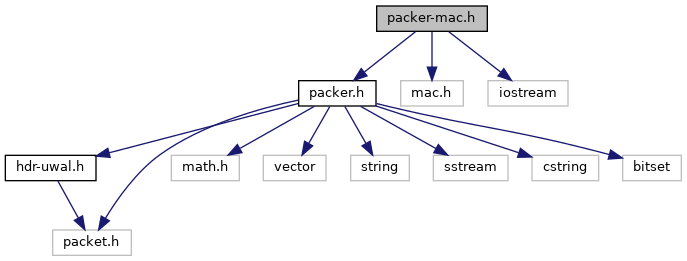 packer-mac.h
packer.h
mac.h
iostream
hdr-uwal.h
math.h
vector
string
sstream
cstring
bitset
packet.h